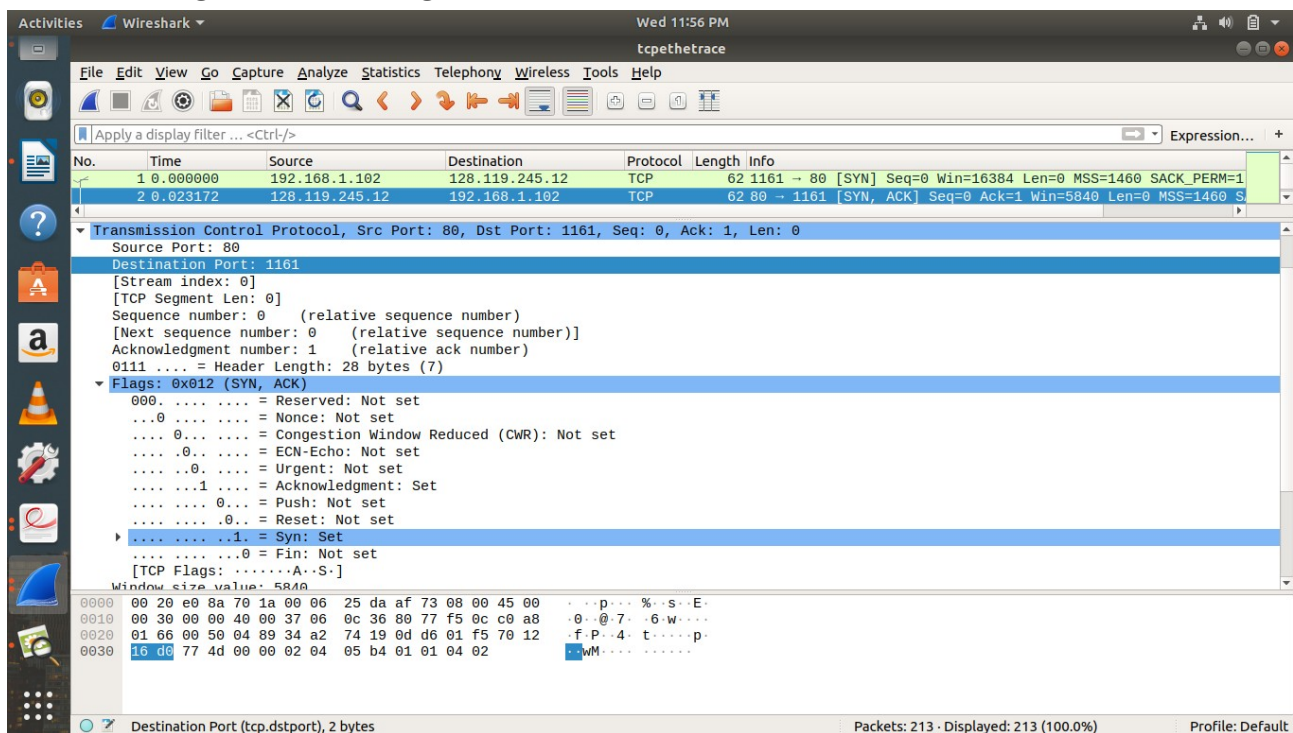 Activities Wireshark Wed 11:56 PM
tcpethetrace
File Edit View Go Capture Analyze Statistics Telephony Wireless Tools Help
Apply a display filter … <Ctrl-/> Expression… +
No. Time Source Destination Protocol Length Info
1 0.000000 192.168.1.102 128.119.245.12 TCP 62 1161 → 80 [SYN] Seq=0 Win=16384 Len=0 MSS=1460 SACK_PERM=1
2 0.023172 128.119.245.12 192.168.1.102 TCP 62 80 → 1161 [SYN, ACK] Seq=0 Ack=1 Win=5840 Len=0 MSS=1460
Transmission Control Protocol, Src Port: 80, Dst Port: 1161, Seq: 0, Ack: 1, Len: 0
Source Port: 80
Destination Port: 1161
[Stream index: 0]
[TCP Segment Len: 0]
Sequence number: 0 (relative sequence number)
[Next sequence number: 0 (relative sequence number)]
Acknowledgment number: 1 (relative ack number)
0111 .... = Header Length: 28 bytes (7)
Flags: 0x012 (SYN, ACK)
000. .... .... = Reserved: Not set
...0 .... .... = Nonce: Not set
.... 0... .... = Congestion Window Reduced (CWR): Not set
.... .0.. .... = ECN-Echo: Not set
.... ..0. .... = Urgent: Not set
.... ...1 .... = Acknowledgment: Set
.... .... 0... = Push: Not set
.... .... .0.. = Reset: Not set
.... .... ..1. = Syn: Set
.... .... ...0 = Fin: Not set
[TCP Flags: ·······A··S·]
Window size value: 5840
0000 00 20 e0 8a 70 1a 00 06 25 da af 73 08 00 45 00 · ··p··· %··s··E·
0010 00 30 00 00 40 00 37 06 0c 36 80 77 f5 0c c0 a8 ·0··@·7· ·6·w····
0020 01 66 00 50 04 89 34 a2 74 19 0d d6 01 f5 70 12 ·f·P··4· t·····p·
0030 16 d0 77 4d 00 00 02 04 05 b4 01 01 04 02 ··wM···· ······
Destination Port (tcp.dstport), 2 bytes Packets: 213 · Displayed: 213 (100.0%) Profile: Default